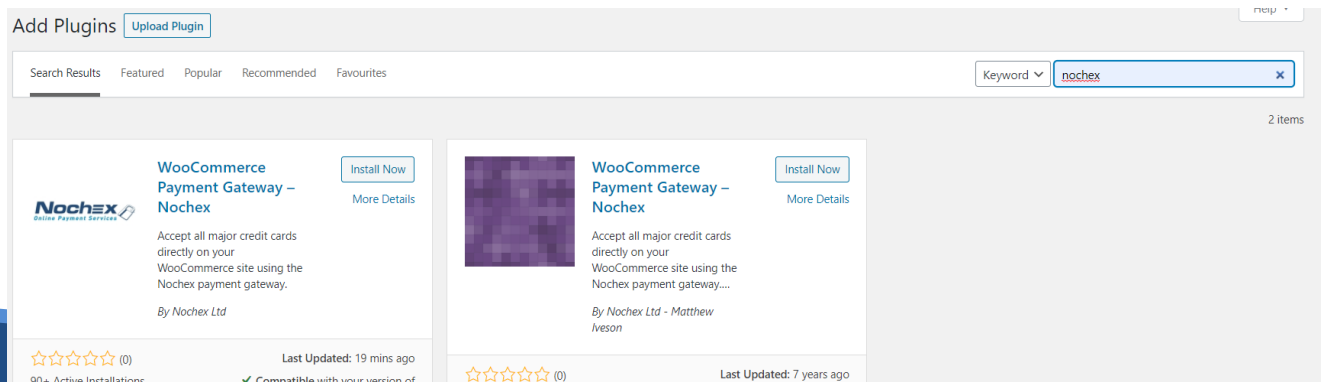 Help
Add Plugins Upload Plugin
Search Results Featured Popular Recommended Favourites Keyword nochex
2 items
WooCommerce
Payment Gateway –
Nochex
Install Now
More Details
Nochex
Online Payment Services
Accept all major credit cards
directly on your
WooCommerce site using the
Nochex payment gateway.
By Nochex Ltd
(0) Last Updated: 19 mins ago
90+ Active Installations Compatible with your version of
WooCommerce
Payment Gateway –
Nochex
Install Now
More Details
Accept all major credit cards
directly on your
WooCommerce site using the
Nochex payment gateway....
By Nochex Ltd - Matthew
Iveson
(0) Last Updated: 7 years ago